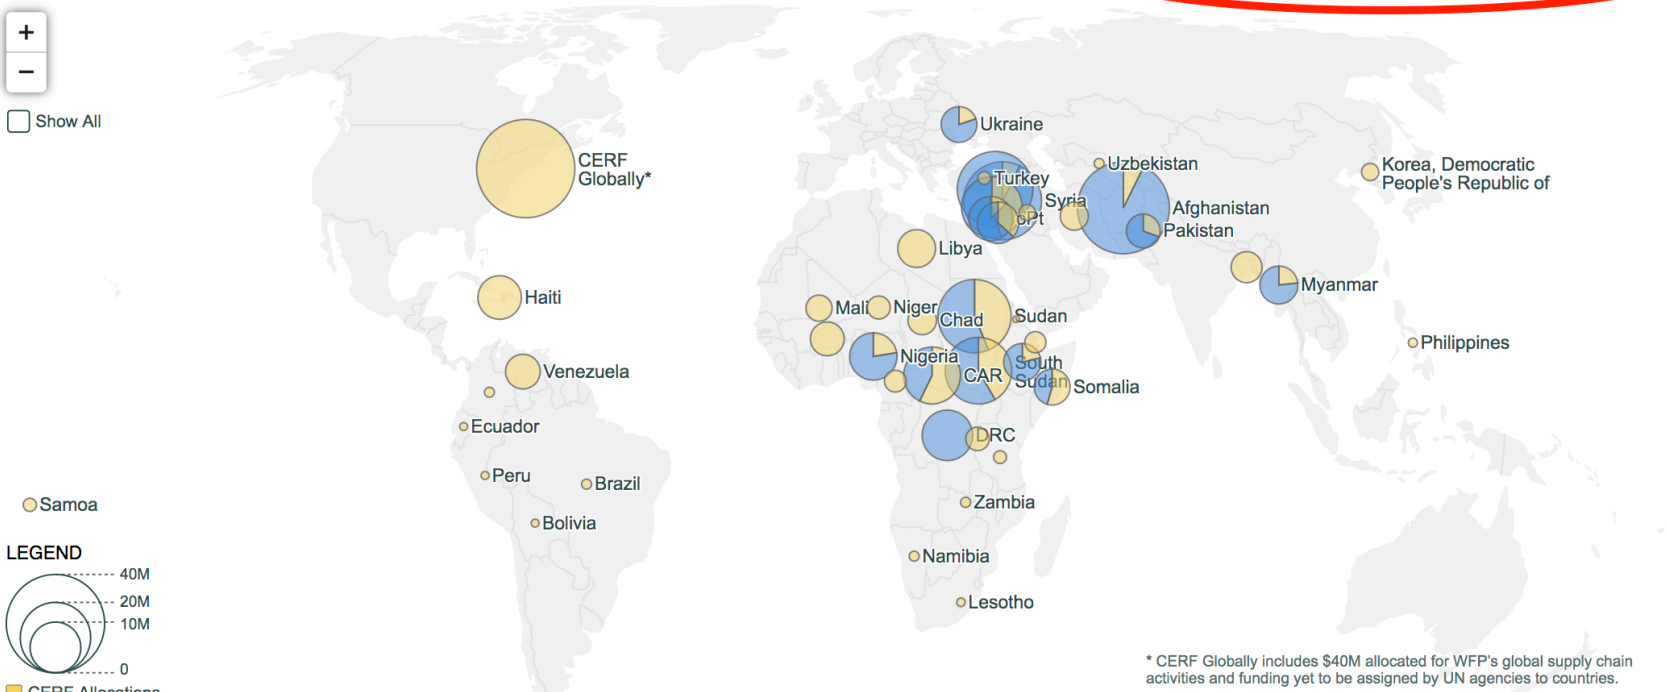 +
−
Show All
CERF
Globally*
Ukraine
Turkey
Syria
oPt
Uzbekistan
Afghanistan
Pakistan
Korea, Democratic
People's Republic of
Libya
Haiti
Mali
Niger
Chad
Sudan
Myanmar
Philippines
Nigeria
CAR
South
Sudan
Somalia
Venezuela
Ecuador
DRC
Peru
Brazil
Zambia
Samoa
Bolivia
Namibia
Lesotho
LEGEND
40M
20M
10M
0
CERF Allocations
* CERF Globally includes $40M allocated for WFP's global supply chain
activities and funding yet to be assigned by UN agencies to countries.